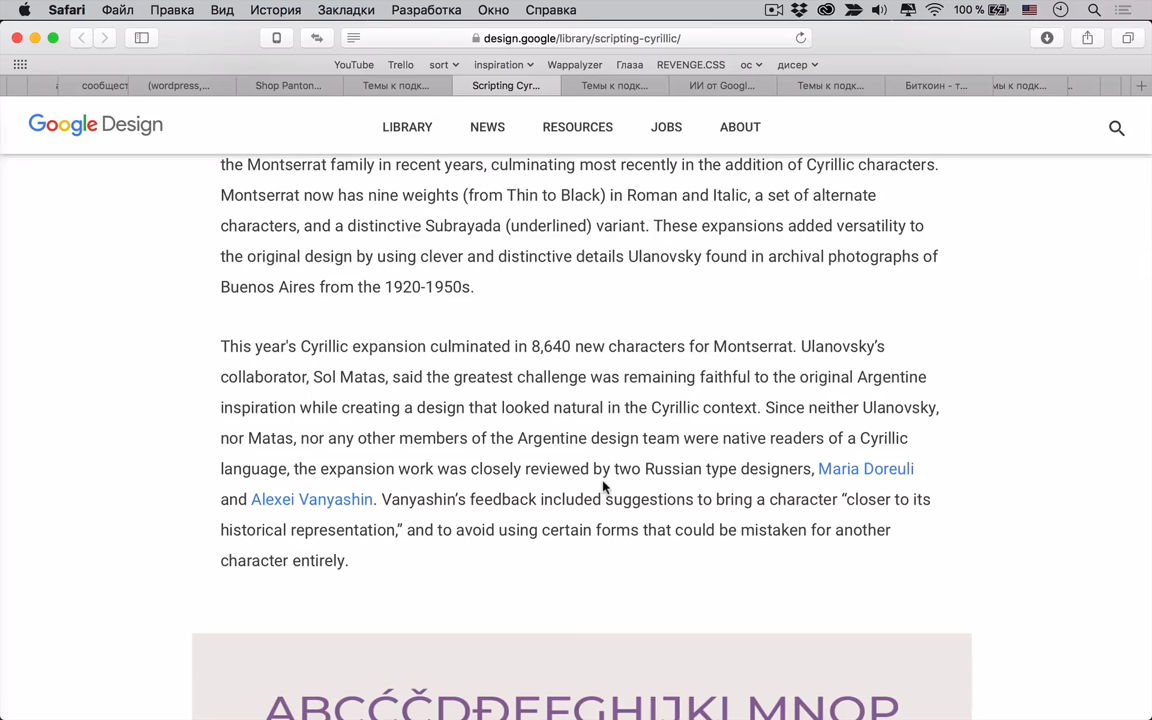 Safari Файл Правка Вид История Закладки Разработка Окно Справка 100 %
design.google/library/scripting-cyrillic/
YouTube Trello sort inspiration Wappalyzer Глаза REVENGE.CSS ос дисер
сообщест (wordpress,... Shop Panton... Темы к подк... Scripting Cyr... Темы к подк... ИИ от Googl... Темы к подк... Биткоин – т... мы к подк...
Google Design LIBRARY NEWS RESOURCES JOBS ABOUT
the Montserrat family in recent years, culminating most recently in the addition of Cyrillic characters.
Montserrat now has nine weights (from Thin to Black) in Roman and Italic, a set of alternate
characters, and a distinctive Subrayada (underlined) variant. These expansions added versatility to
the original design by using clever and distinctive details Ulanovsky found in archival photographs of
Buenos Aires from the 1920-1950s.
This year's Cyrillic expansion culminated in 8,640 new characters for Montserrat. Ulanovsky’s
collaborator, Sol Matas, said the greatest challenge was remaining faithful to the original Argentine
inspiration while creating a design that looked natural in the Cyrillic context. Since neither Ulanovsky,
nor Matas, nor any other members of the Argentine design team were native readers of a Cyrillic
language, the expansion work was closely reviewed by two Russian type designers, Maria Doreuli
and Alexei Vanyashin. Vanyashin’s feedback included suggestions to bring a character “closer to its
historical representation,” and to avoid using certain forms that could be mistaken for another
character entirely.
ABCĆČDĐEFGHIJKLMNOP